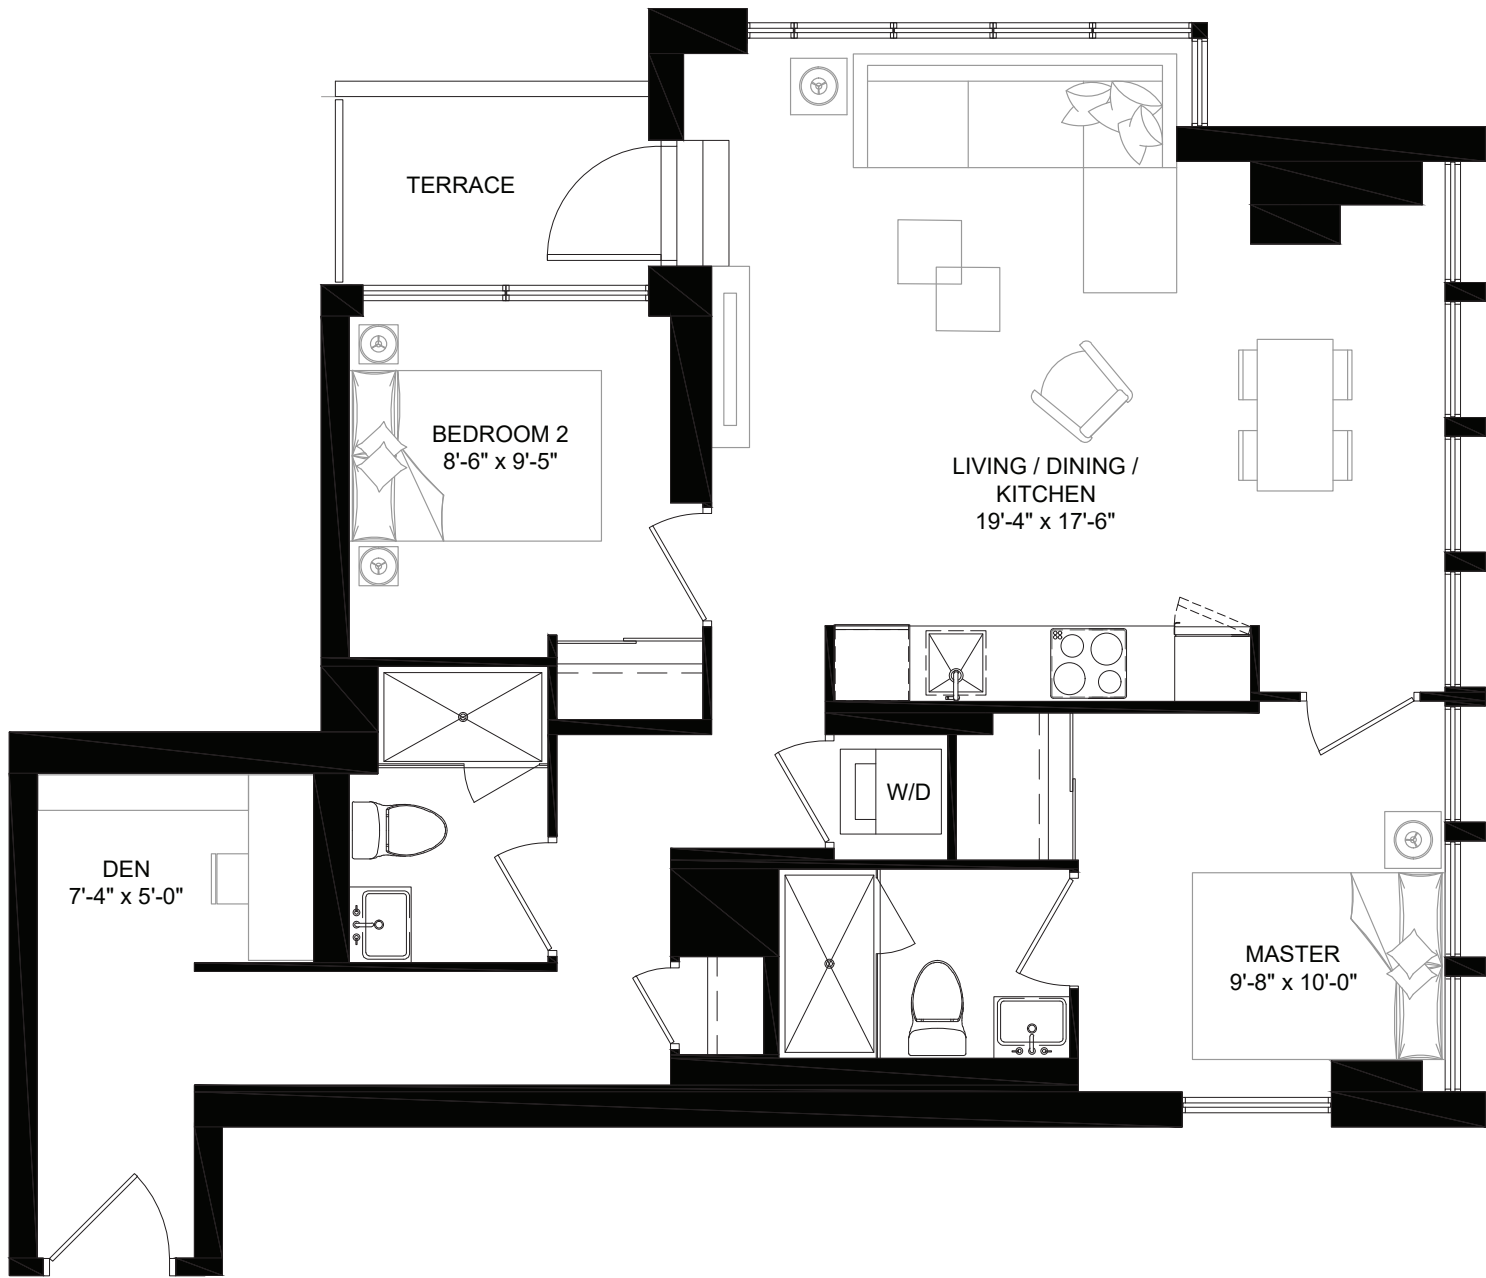 TERRACE
BEDROOM 2
8'-6" x 9'-5"
LIVING / DINING /
KITCHEN
19'-4" x 17'-6"
W/D
DEN
7'-4" x 5'-0"
MASTER
9'-8" x 10'-0"